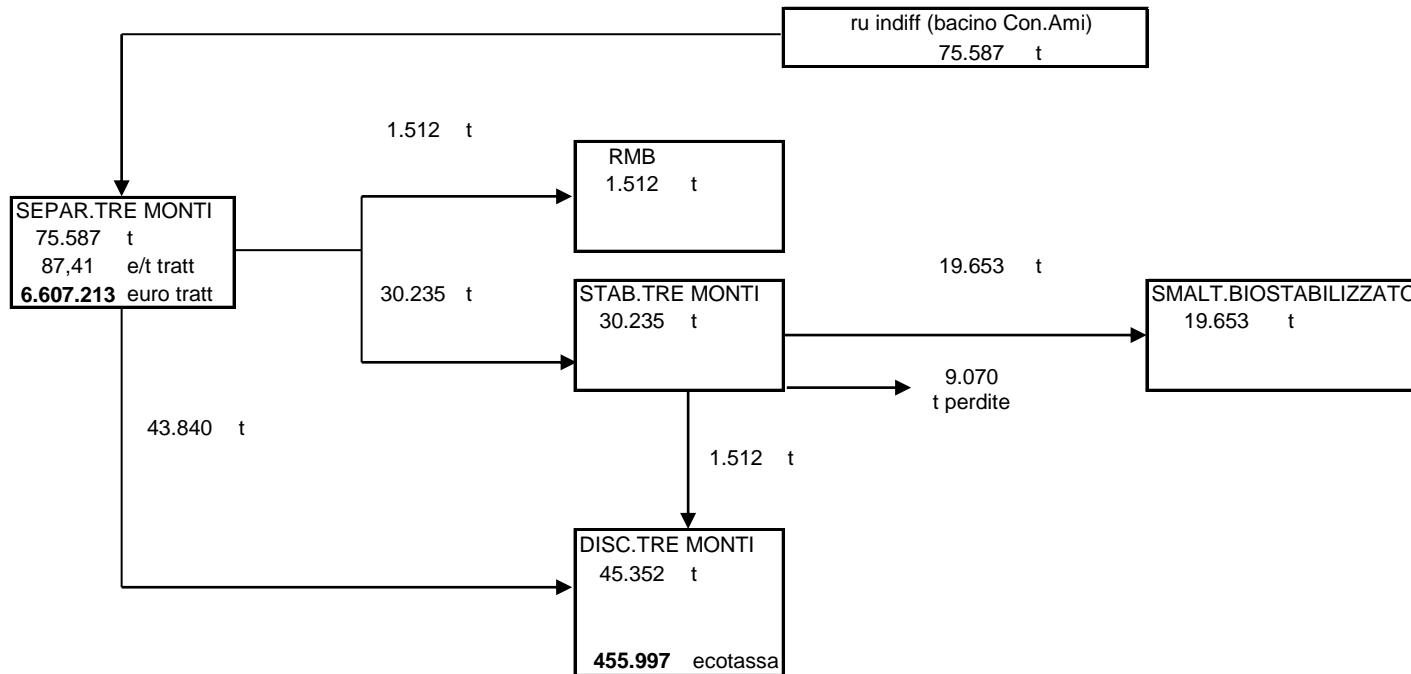 ru indiff (bacino Con.Ami)
75.587 t
1.512 t
RMB
1.512 t
SEPAR.TRE MONTI
75.587 t
87,41 e/t tratt
6.607.213 euro tratt
30.235 t
STAB.TRE MONTI
30.235 t
19.653 t
SMALT.BIOSTABILIZZATO
19.653 t
9.070
t perdite
43.840 t
1.512 t
DISC.TRE MONTI
45.352 t
455.997 ecotassa